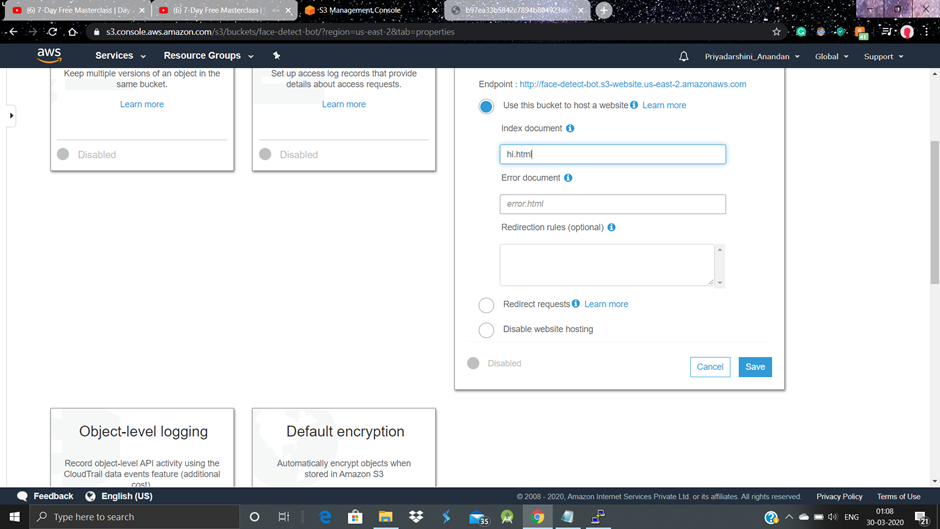 (6) 7-Day Free Masterclass | Day
(6) 7-Day Free Masterclass |
S3 Management Console
s3.console.aws.amazon.com/s3/buckets/face-detect-bot/?region=us-east-2&tab=properties
aws
Services
Resource Groups
Priyadarshini_Anandan
Global
Support
Keep multiple versions of an object in the
same bucket.
Learn more
Disabled
Set up access log records that provide
details about access requests.
Learn more
Disabled
Endpoint : http://face-detect-bot.s3-website.us-east-2.amazonaws.com
Use this bucket to host a website Learn more
Index document
hi.html
Error document
error.html
Redirection rules (optional)
Redirect requests Learn more
Disable website hosting
Disabled
Cancel
Save
Object-level logging
Record object-level API activity using the
CloudTrail data events feature (additional
cost).
Default encryption
Automatically encrypt objects when
stored in Amazon S3
Feedback
English (US)
© 2008 - 2020, Amazon Internet Services Private Ltd. or its affiliates. All rights reserved.
Privacy Policy
Terms of Use
Type here to search
35
ENG
01:08
30-03-2020
21